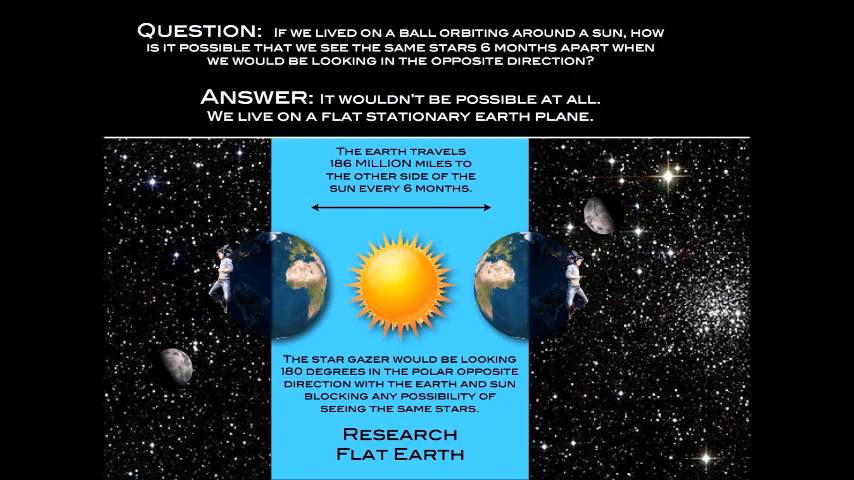 QUESTION: IF WE LIVED ON A BALL ORBITING AROUND A SUN, HOW
IS IT POSSIBLE THAT WE SEE THE SAME STARS 6 MONTHS APART WHEN
WE WOULD BE LOOKING IN THE OPPOSITE DIRECTION?
ANSWER: IT WOULDN'T BE POSSIBLE AT ALL.
WE LIVE ON A FLAT STATIONARY EARTH PLANE.
THE EARTH TRAVELS
186 MILLION MILES TO
THE OTHER SIDE OF THE
SUN EVERY 6 MONTHS.
THE STAR GAZER WOULD BE LOOKING
180 DEGREES IN THE POLAR OPPOSITE
DIRECTION WITH THE EARTH AND SUN
BLOCKING ANY POSSIBILITY OF
SEEING THE SAME STARS.
RESEARCH
FLAT EARTH